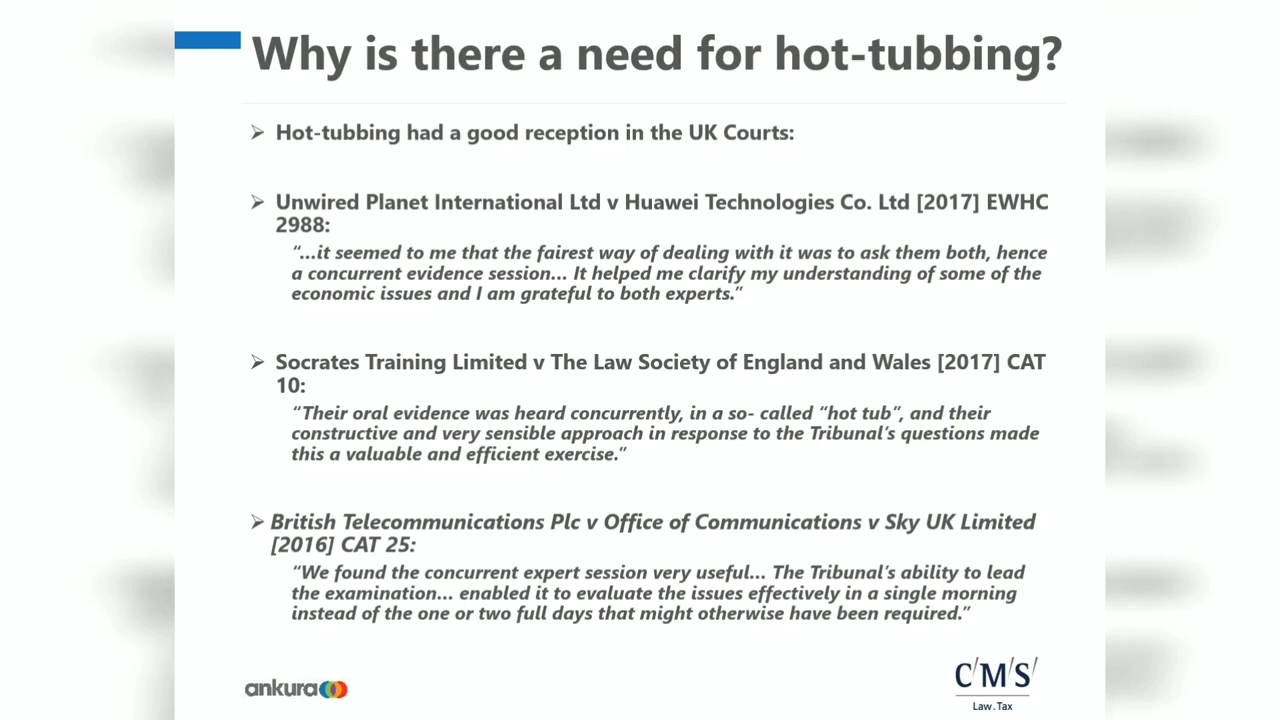 Why is there a need for hot-tubbing?
➢ Hot-tubbing had a good reception in the UK Courts:
➢ Unwired Planet International Ltd v Huawei Technologies Co. Ltd [2017] EWHC
2988:
“...it seemed to me that the fairest way of dealing with it was to ask them both, hence
a concurrent evidence session... It helped me clarify my understanding of some of the
economic issues and I am grateful to both experts.”
➢ Socrates Training Limited v The Law Society of England and Wales [2017] CAT
10:
“Their oral evidence was heard concurrently, in a so- called “hot tub”, and their
constructive and very sensible approach in response to the Tribunal’s questions made
this a valuable and efficient exercise.”
➢ British Telecommunications Plc v Office of Communications v Sky UK Limited
[2016] CAT 25:
“We found the concurrent expert session very useful... The Tribunal’s ability to lead
the examination... enabled it to evaluate the issues effectively in a single morning
instead of the one or two full days that might otherwise have been required.”
ankura
C/M/S/
Law.Tax